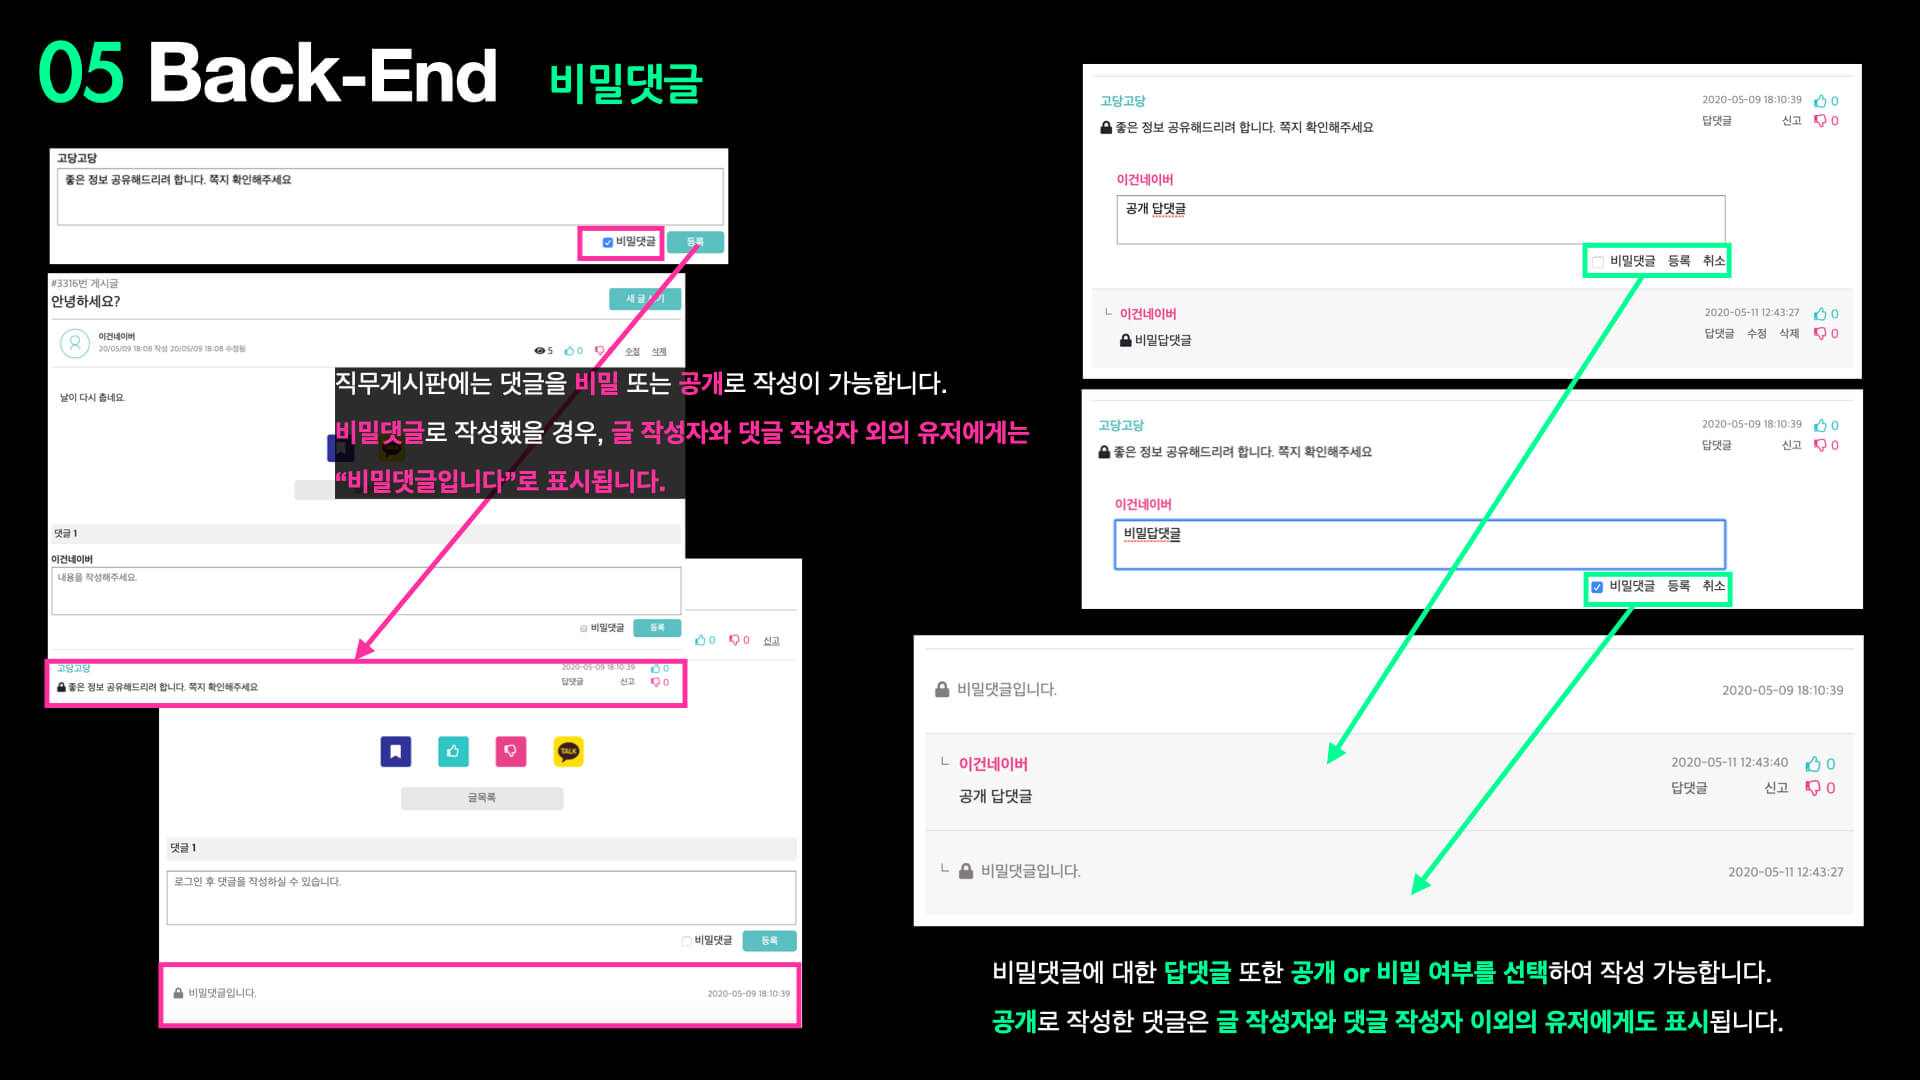 05 Back-End 비밀댓글
고당고당
좋은 정보 공유해드리려 합니다. 쪽지 확인해주세요
비밀댓글 등록
#3316번 게시글
안녕하세요?
이건네이버
20/05/09 18:08 작성 20/05/09 18:08 수정됨
5 0 수정 삭제
날이 다시 춥네요.
직무게시판에는 댓글을 비밀 또는 공개로 작성이 가능합니다.
비밀댓글로 작성했을 경우, 글 작성자와 댓글 작성자 외의 유저에게는
“비밀댓글입니다”로 표시됩니다.
댓글 1
이건네이버
내용을 작성해주세요.
비밀댓글 등록
0 0 신고
고당고당 2020-05-09 18:10:39 0
좋은 정보 공유해드리려 합니다. 쪽지 확인해주세요 답댓글 신고 0
TALK
글목록
댓글 1
로그인 후 댓글을 작성하실 수 있습니다.
비밀댓글 등록
비밀댓글입니다. 2020-05-09 18:10:39
고당고당 2020-05-09 18:10:39 0
좋은 정보 공유해드리려 합니다. 쪽지 확인해주세요 답댓글 신고 0
이건네이버
공개 답댓글
비밀댓글 등록 취소
이건네이버 2020-05-11 12:43:27 0
비밀답댓글 답댓글 수정 삭제 0
고당고당 2020-05-09 18:10:39 0
좋은 정보 공유해드리려 합니다. 쪽지 확인해주세요 답댓글 신고 0
이건네이버
비밀답댓글
비밀댓글 등록 취소
비밀댓글입니다. 2020-05-09 18:10:39
이건네이버 2020-05-11 12:43:40 0
공개 답댓글 답댓글 신고 0
비밀댓글입니다. 2020-05-11 12:43:27
비밀댓글에 대한 답댓글 또한 공개 or 비밀 여부를 선택하여 작성 가능합니다.
공개로 작성한 댓글은 글 작성자와 댓글 작성자 이외의 유저에게도 표시됩니다.